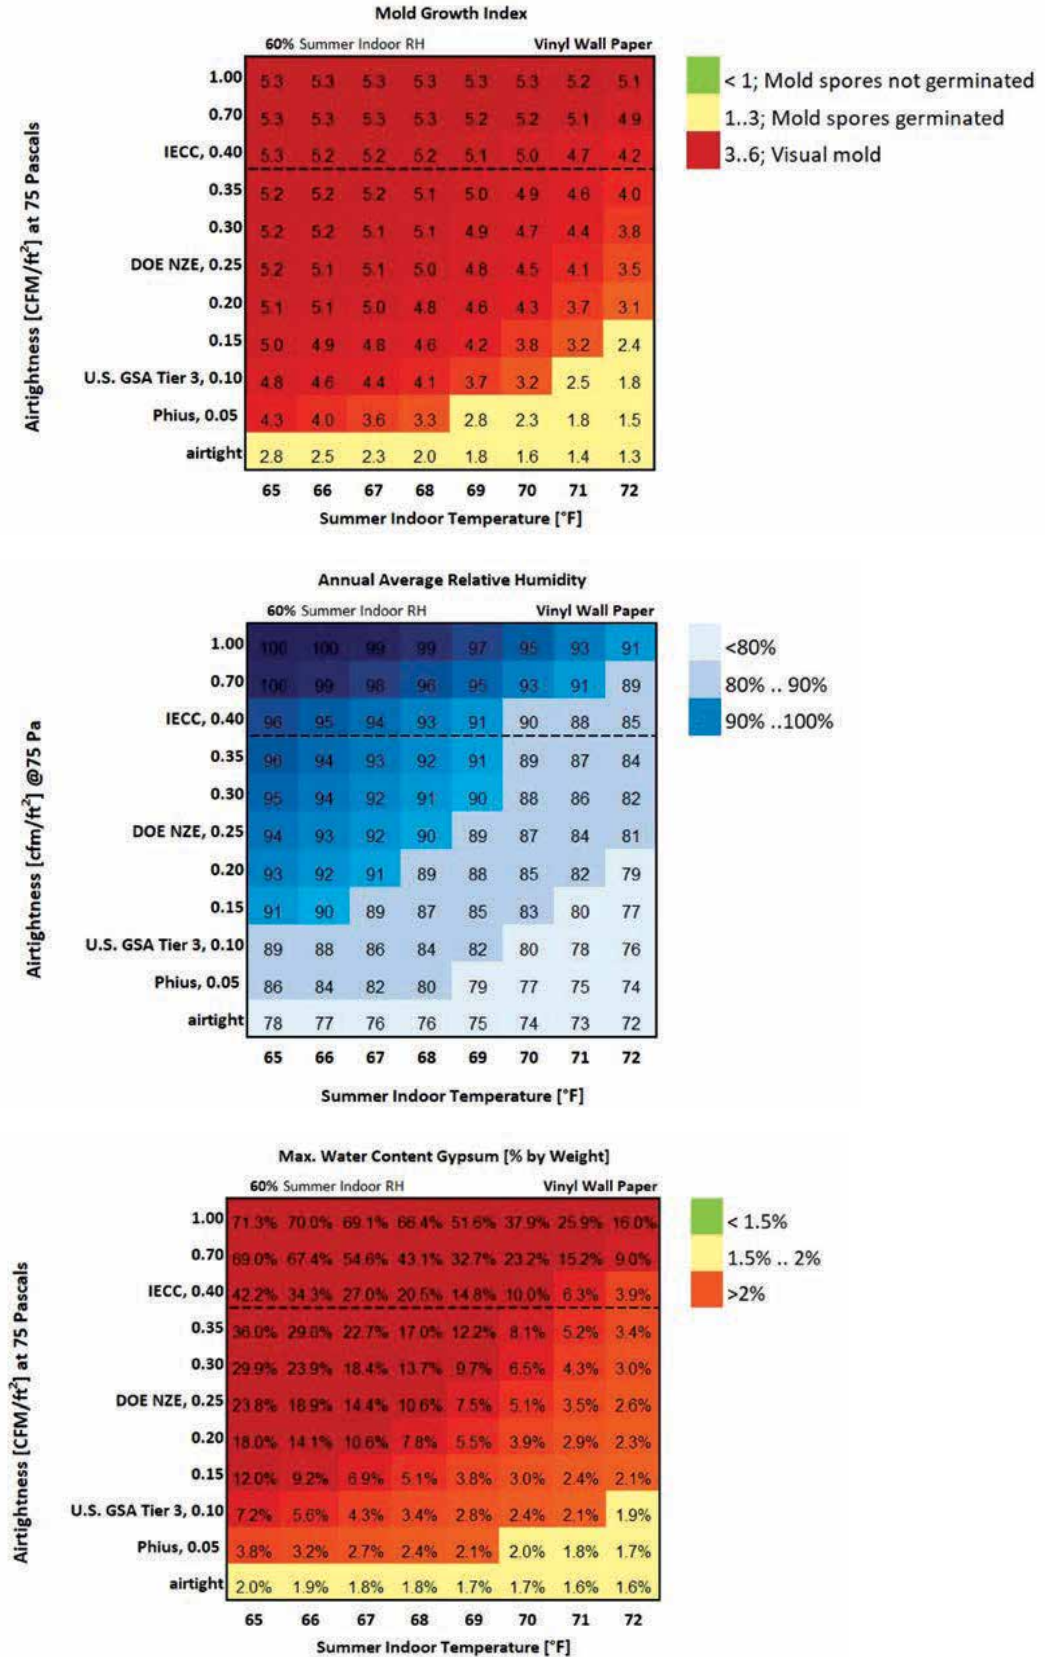 Mold Growth Index
60% Summer Indoor RH Vinyl Wall Paper
Airtightness [CFM/ft²] at 75 Pascals
1.00 5.3 5.3 5.3 5.3 5.3 5.3 5.2 5.1
0.70 5.3 5.3 5.3 5.3 5.2 5.2 5.1 4.9
IECC, 0.40 5.3 5.2 5.2 5.2 5.1 5.0 4.7 4.2
0.35 5.2 5.2 5.2 5.1 5.0 4.9 4.6 4.0
0.30 5.2 5.2 5.1 5.1 4.9 4.7 4.4 3.8
DOE NZE, 0.25 5.2 5.1 5.1 5.0 4.8 4.5 4.1 3.5
0.20 5.1 5.1 5.0 4.8 4.6 4.3 3.7 3.1
0.15 5.0 4.9 4.8 4.6 4.2 3.8 3.2 2.4
U.S. GSA Tier 3, 0.10 4.8 4.6 4.4 4.1 3.7 3.2 2.5 1.8
Phius, 0.05 4.3 4.0 3.6 3.3 2.8 2.3 1.8 1.5
airtight 2.8 2.5 2.3 2.0 1.8 1.6 1.4 1.3
65 66 67 68 69 70 71 72
Summer Indoor Temperature [°F]
< 1; Mold spores not germinated
1..3; Mold spores germinated
3..6; Visual mold
Annual Average Relative Humidity
60% Summer Indoor RH Vinyl Wall Paper
Airtightness [cfm/ft²] @75 Pa
1.00 100 100 99 99 97 95 93 91
0.70 100 99 98 96 95 93 91 89
IECC, 0.40 96 95 94 93 91 90 88 85
0.35 96 94 93 92 91 89 87 84
0.30 95 94 92 91 90 88 86 82
DOE NZE, 0.25 94 93 92 90 89 87 84 81
0.20 93 92 91 89 88 85 82 79
0.15 91 90 89 87 85 83 80 77
U.S. GSA Tier 3, 0.10 89 88 86 84 82 80 78 76
Phius, 0.05 86 84 82 80 79 77 75 74
airtight 78 77 76 76 75 74 73 72
65 66 67 68 69 70 71 72
Summer Indoor Temperature [°F]
<80%
80% .. 90%
90% ..100%
Max. Water Content Gypsum [% by Weight]
60% Summer Indoor RH Vinyl Wall Paper
Airtightness [CFM/ft²] at 75 Pascals
1.00 71.3% 70.0% 69.1% 66.4% 51.6% 37.9% 25.9% 16.0%
0.70 69.0% 67.4% 54.6% 43.1% 32.7% 23.2% 15.2% 9.0%
IECC, 0.40 42.2% 34.3% 27.0% 20.5% 14.8% 10.0% 6.3% 3.9%
0.35 36.0% 22.7% 17.0% 12.2% 8.1% 5.2% 3.4%
0.30 29.9% 23.9% 18.4% 13.7% 9.7% 6.5% 4.3% 3.0%
DOE NZE, 0.25 23.8% 18.9% 14.4% 10.6% 7.5% 5.1% 3.5% 2.6%
0.20 18.0% 14.1% 10.6% 7.8% 5.5% 3.9% 2.9% 2.3%
0.15 12.0% 9.2% 6.9% 5.1% 3.8% 3.0% 2.4% 2.1%
U.S. GSA Tier 3, 0.10 7.2% 5.6% 4.3% 3.4% 2.8% 2.4% 2.1% 1.9%
Phius, 0.05 3.8% 3.2% 2.7% 2.4% 2.1% 2.0% 1.8% 1.7%
airtight 2.0% 1.9% 1.8% 1.8% 1.7% 1.7% 1.6% 1.6%
65 66 67 68 69 70 71 72
Summer Indoor Temperature [°F]
< 1.5%
1.5% .. 2%
>2%